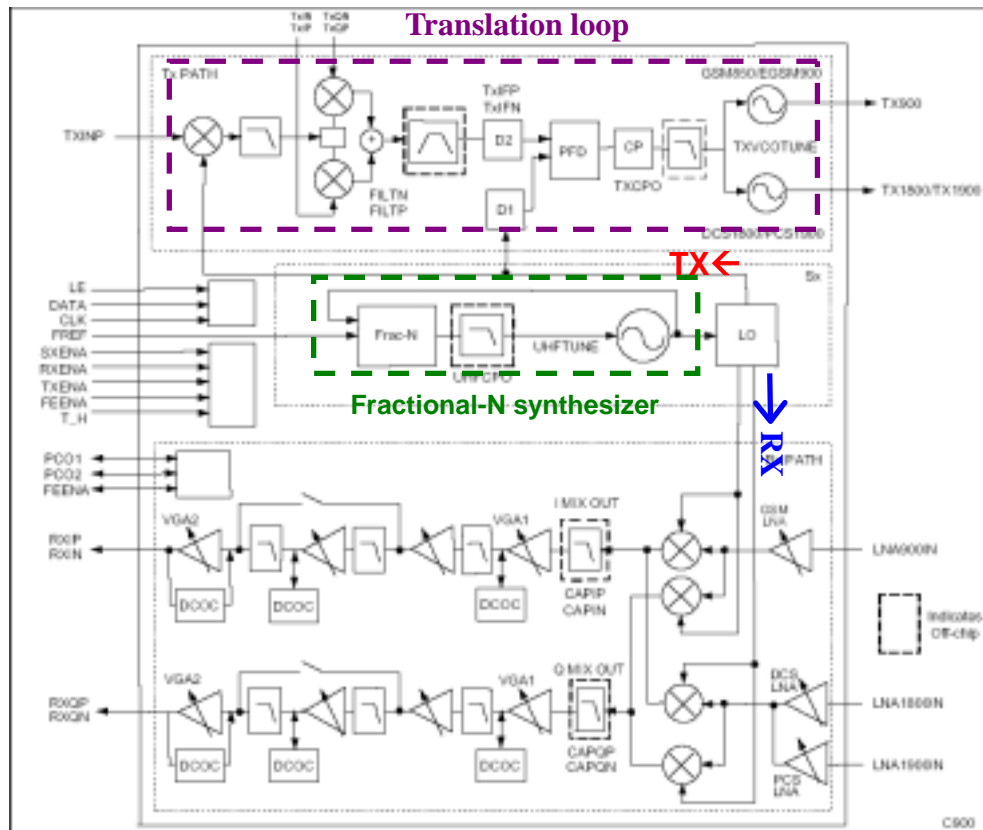 Translation loop
TxIN TxQN
TxIP TxQP
Tx PATH
GSM850/EGSM900
TxIFP
TxIFN
TX900
TXINP
+
D2
PFD
CP
TXVCOTUNE
TXCPO
FILTN
FILTP
D1
TX1800/TX1900
DCS1800/PCS1900
TX
Sx
LE
DATA
CLK
FREF
SXENA
RXENA
TXENA
FEENA
T_H
Frac-N
UHFTUNE
LO
UHFCPO
Fractional-N synthesizer
RX
PATH
PCO1
PCO2
FEENA
VGA2
VGA1
I MIX OUT
GSM
LNA
RXIP
RXIN
LNA900IN
DCOC
DCOC
DCOC
CAPIP
CAPIN
Indicates
Off-chip
VGA2
VGA1
Q MIX OUT
DCS
LNA
RXQP
RXQN
LNA1800IN
DCOC
DCOC
DCOC
CAPQP
CAPQN
PCS
LNA
LNA1900IN
C900